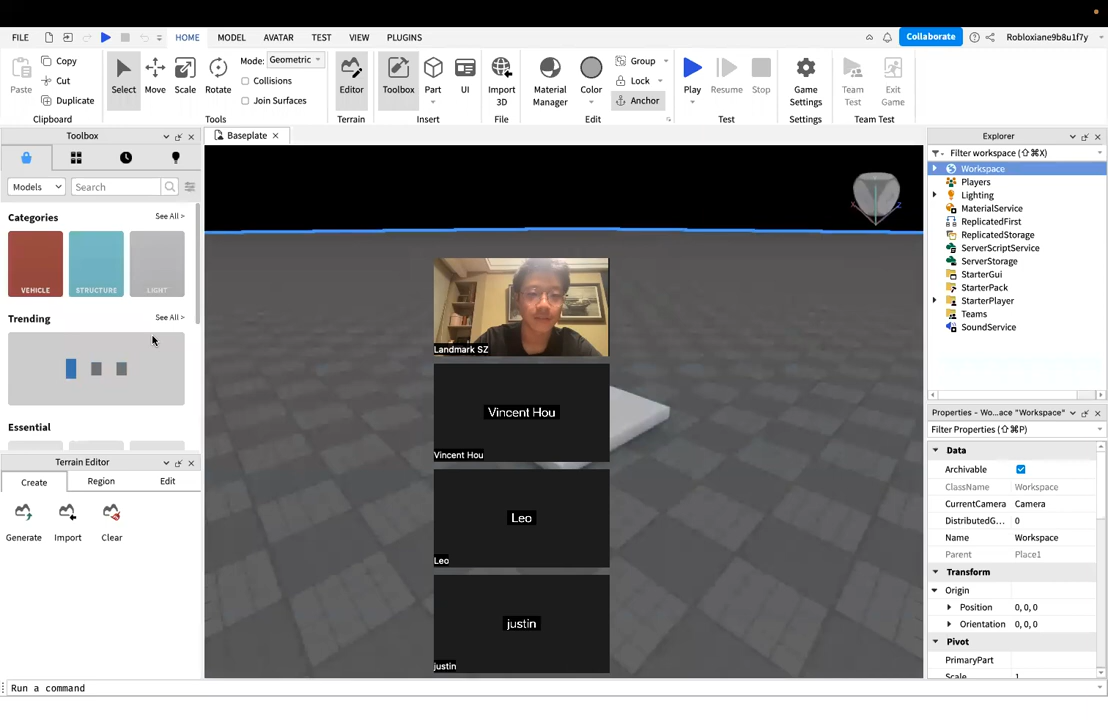 FILE HOME MODEL AVATAR TEST VIEW PLUGINS Collaborate Robloxiane9b8u1f7y
Paste Copy Cut Duplicate Clipboard
Select Move Scale Rotate Mode: Geometric Collisions Join Surfaces Tools
Editor Terrain
Toolbox Part UI Insert
Import 3D File
Material Manager Color Group Lock Anchor Edit
Play Resume Stop Test
Game Settings Settings
Team Test Exit Game Team Test
Toolbox
Models Search
Categories See All >
VEHICLE STRUCTURE LIGHT
Trending See All >
Essential
Terrain Editor
Create Region Edit
Generate Import Clear
Baseplate
X Z
Landmark SZ
Vincent Hou
Vincent Hou
Leo
Leo
justin
justin
Explorer
Filter workspace (⇧⌘X)
Workspace
Players
Lighting
MaterialService
ReplicatedFirst
ReplicatedStorage
ServerScriptService
ServerStorage
StarterGui
StarterPack
StarterPlayer
Teams
SoundService
Properties - Wo...ace "Workspace"
Filter Properties (⇧⌘P)
Data
Archivable
ClassName Workspace
CurrentCamera Camera
DistributedG... 0
Name Workspace
Parent Place1
Transform
Origin
Position 0, 0, 0
Orientation 0, 0, 0
Pivot
PrimaryPart
Scale 1
Run a command